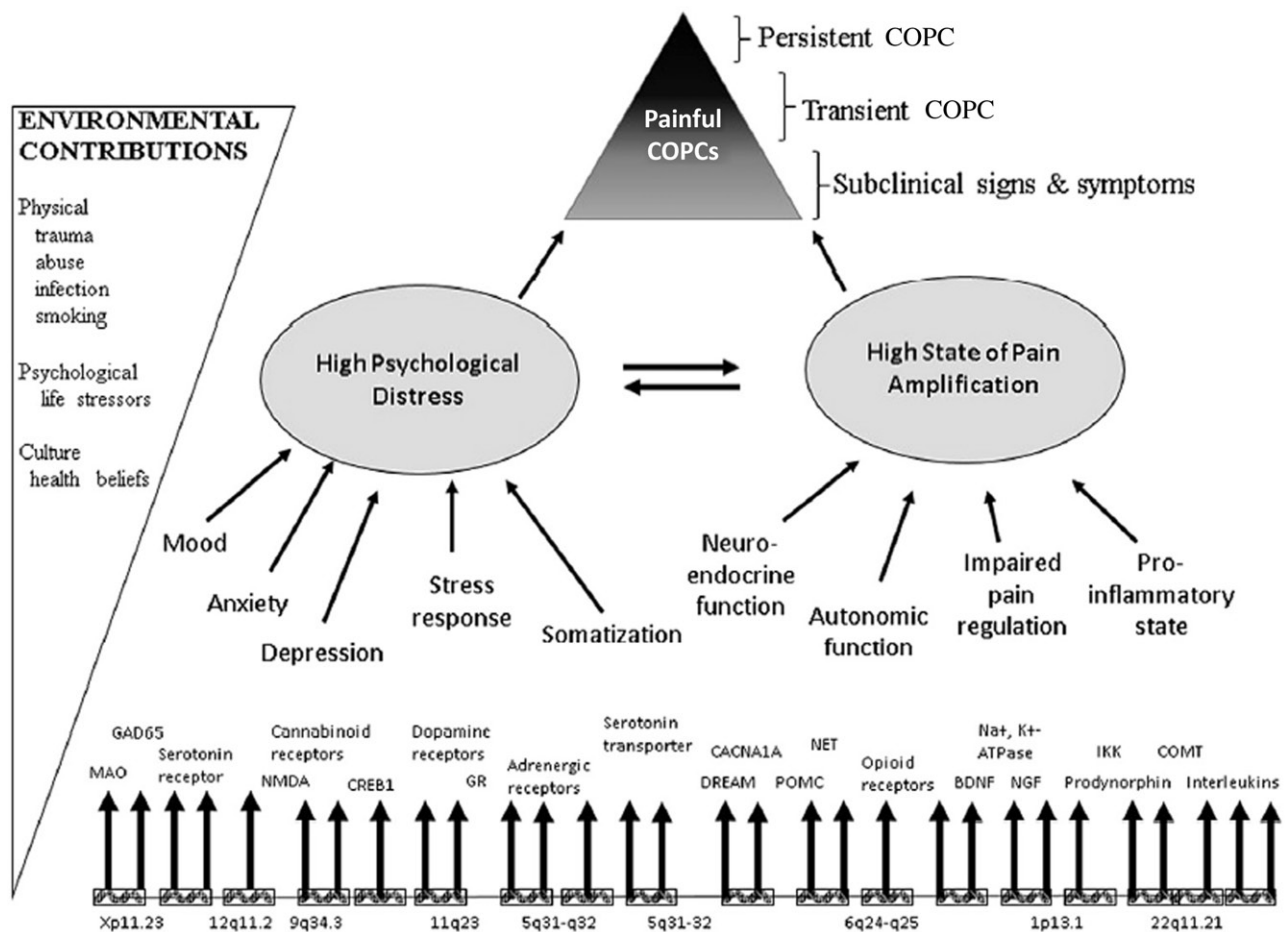 Persistent COPC
Transient COPC
Subclinical signs & symptoms
Painful
COPCs
ENVIRONMENTAL
CONTRIBUTIONS
Physical
trauma
abuse
infection
smoking
Psychological
life stressors
Culture
health beliefs
High Psychological
Distress
High State of Pain
Amplification
Mood
Anxiety
Depression
Stress
response
Somatization
Neuro-
endocrine
function
Autonomic
function
Impaired
pain
regulation
Pro-
inflammatory
state
GAD65
MAO
Serotonin
receptor
Cannabinoid
receptors
NMDA
CREB1
Dopamine
receptors
GR
Adrenergic
receptors
Serotonin
transporter
CACNA1A
DREAM
POMC
NET
Opioid
receptors
Na+, K+-
ATPase
BDNF
NGF
IKK
Prodynorphin
COMT
Interleukins
Xp11.23
12q11.2
9q34.3
11q23
5q31-q32
5q31-32
6q24-q25
1p13.1
22q11.21